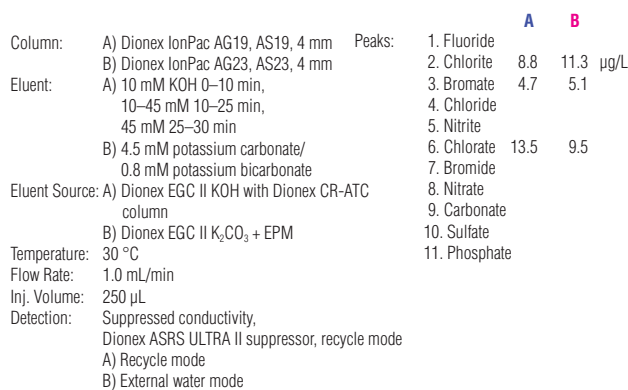 A B
Column: A) Dionex IonPac AG19, AS19, 4 mm
B) Dionex IonPac AG23, AS23, 4 mm
Eluent: A) 10 mM KOH 0–10 min,
10–45 mM 10–25 min,
45 mM 25–30 min
B) 4.5 mM potassium carbonate/
0.8 mM potassium bicarbonate
Eluent Source: A) Dionex EGC II KOH with Dionex CR-ATC
column
B) Dionex EGC II K₂CO₃ + EPM
Temperature: 30 °C
Flow Rate: 1.0 mL/min
Inj. Volume: 250 µL
Detection: Suppressed conductivity,
Dionex ASRS ULTRA II suppressor, recycle mode
A) Recycle mode
B) External water mode
Peaks: 1. Fluoride
2. Chlorite 8.8 11.3 µg/L
3. Bromate 4.7 5.1
4. Chloride
5. Nitrite
6. Chlorate 13.5 9.5
7. Bromide
8. Nitrate
9. Carbonate
10. Sulfate
11. Phosphate